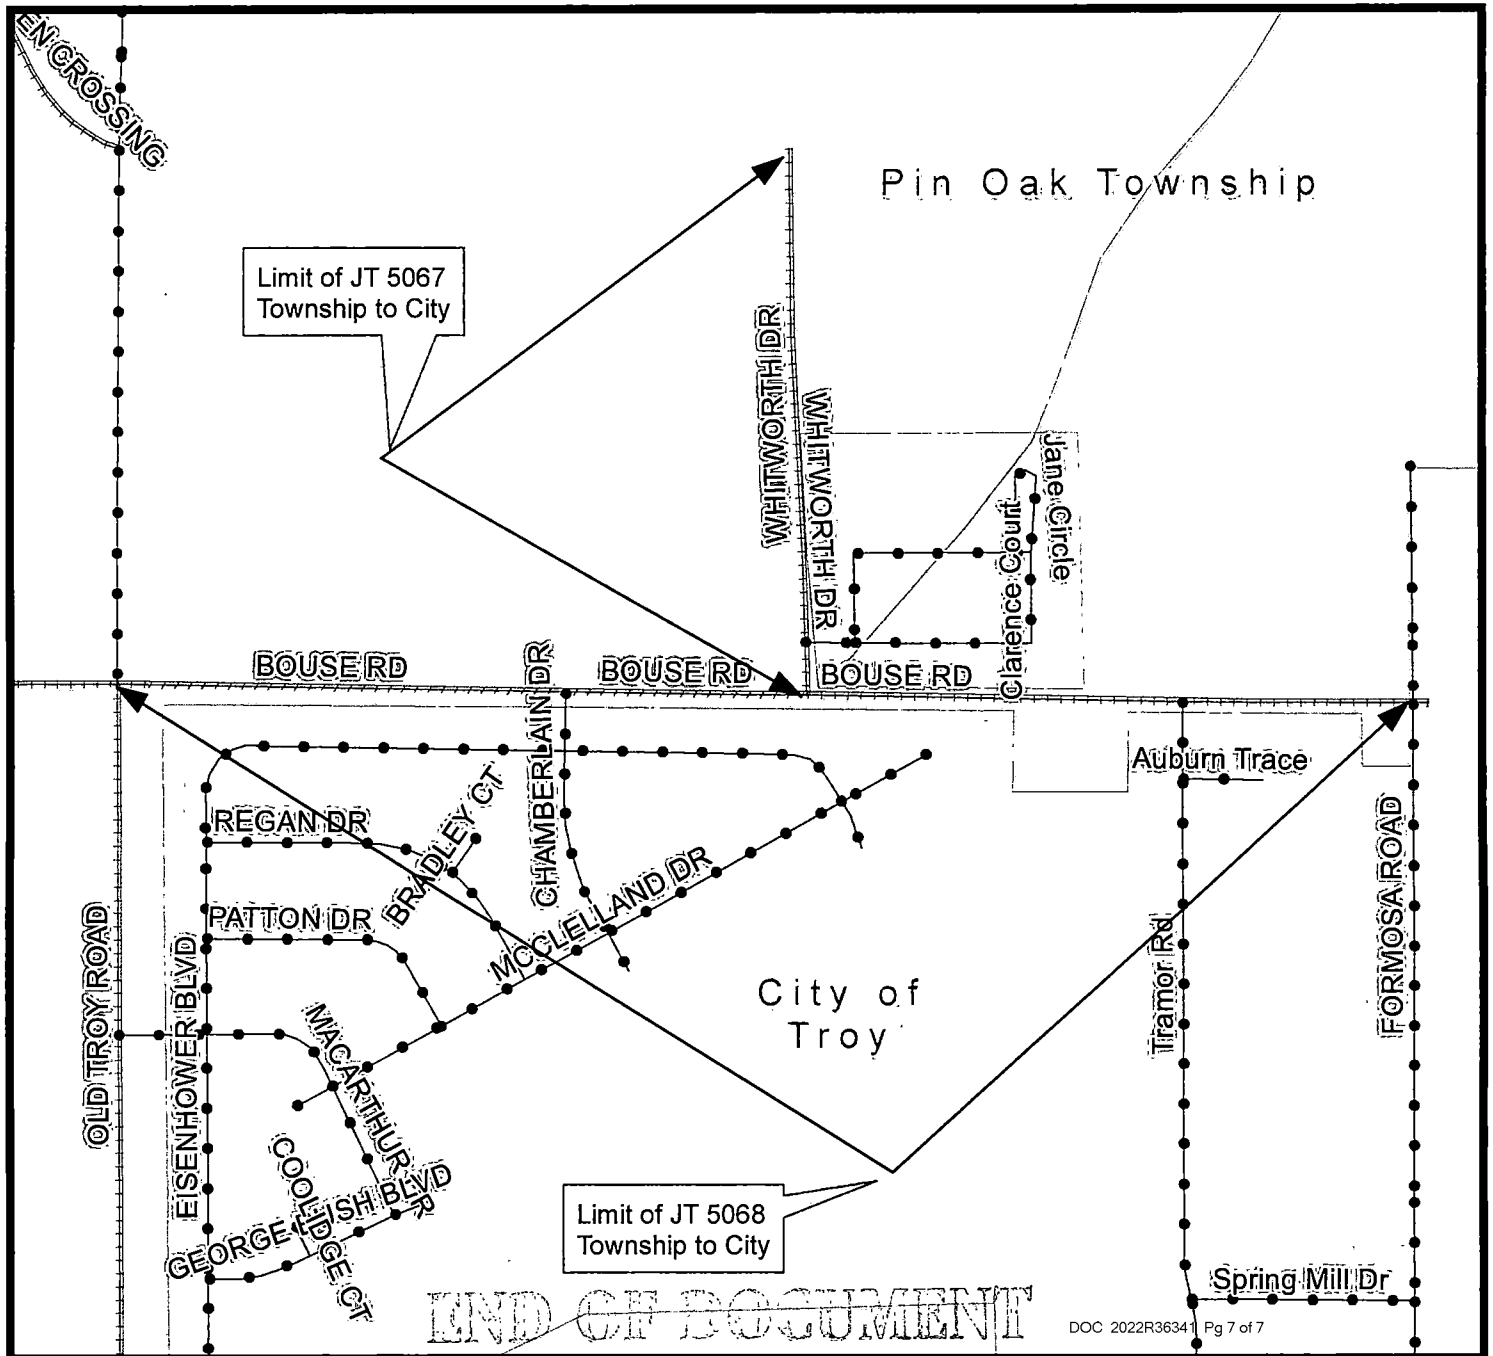 EN CROSSING
Pin Oak Township
Limit of JT 5067
Township to City
WHITWORTH DR
WHITWORTH DR
Jane Circle
Clarence Court
BOUSE RD
BOUSE RD
BOUSE RD
CHAMBERLAIN DR
Auburn Trace
REGAN DR
BRADLEY CT
FORMOSA ROAD
MCCLELLAND DR
PATTON DR
OLD TROY ROAD
EISENHOWER BLVD
Tramor Rd
City of
Troy
MACARTHUR
COOLIDGE CT
GEORGE BUSH BLVD
Limit of JT 5068
Township to City
Spring Mill Dr
END OF DOCUMENT
DOC 2022R36341 Pg 7 of 7